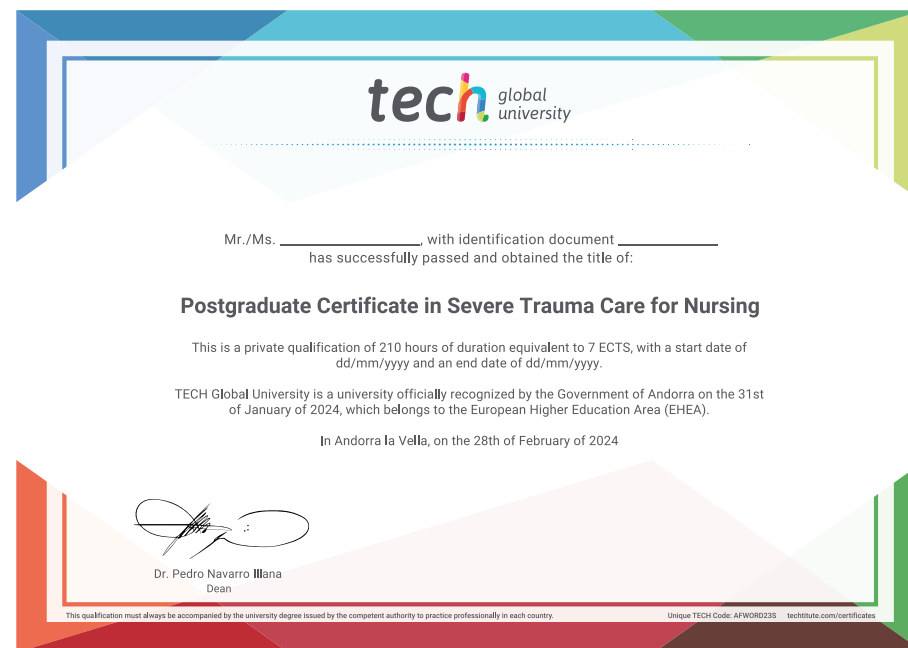 tech global
university
Mr./Ms. ____________, with identification document ____________
has successfully passed and obtained the title of:
Postgraduate Certificate in Severe Trauma Care for Nursing
This is a private qualification of 210 hours of duration equivalent to 7 ECTS, with a start date of
dd/mm/yyyy and an end date of dd/mm/yyyy.
TECH Global University is a university officially recognized by the Government of Andorra on the 31st
of January of 2024, which belongs to the European Higher Education Area (EHEA).
In Andorra la Vella, on the 28th of February of 2024
Dr. Pedro Navarro Illana
Dean
This qualification must always be accompanied by the university degree issued by the competent authority to practice professionally in each country.
Unique TECH Code: AFWORD23S techtitute.com/certificates